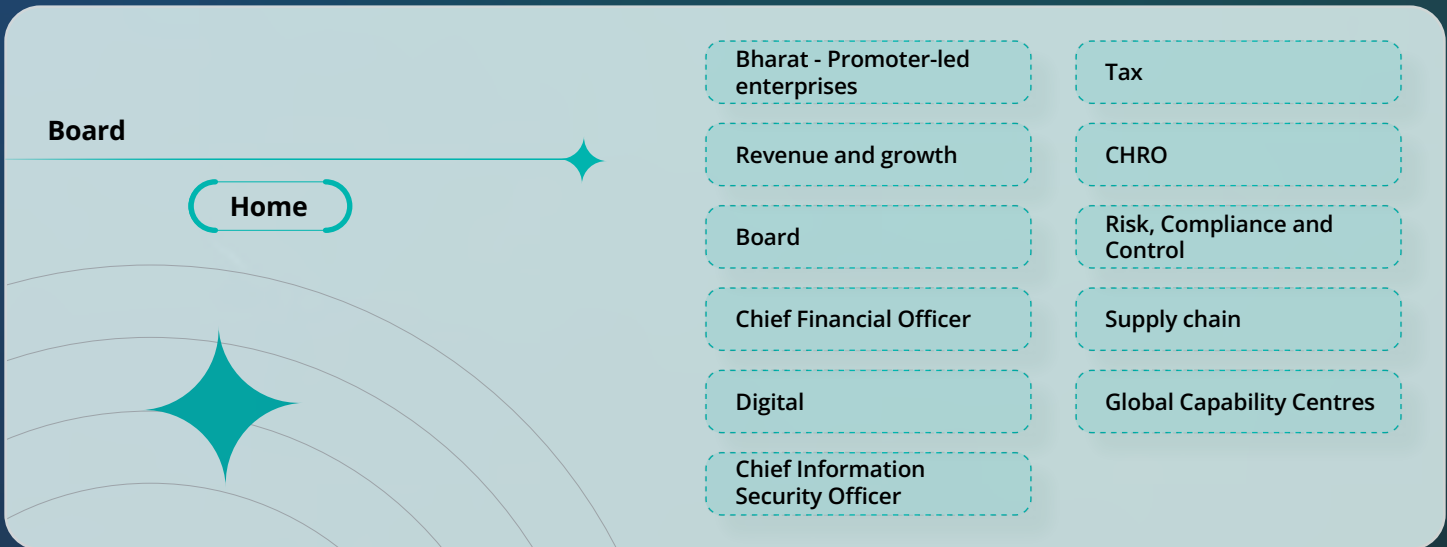 Board
Home
Bharat - Promoter-led
enterprises
Revenue and growth
Board
Chief Financial Officer
Digital
Chief Information
Security Officer
Tax
CHRO
Risk, Compliance and
Control
Supply chain
Global Capability Centres